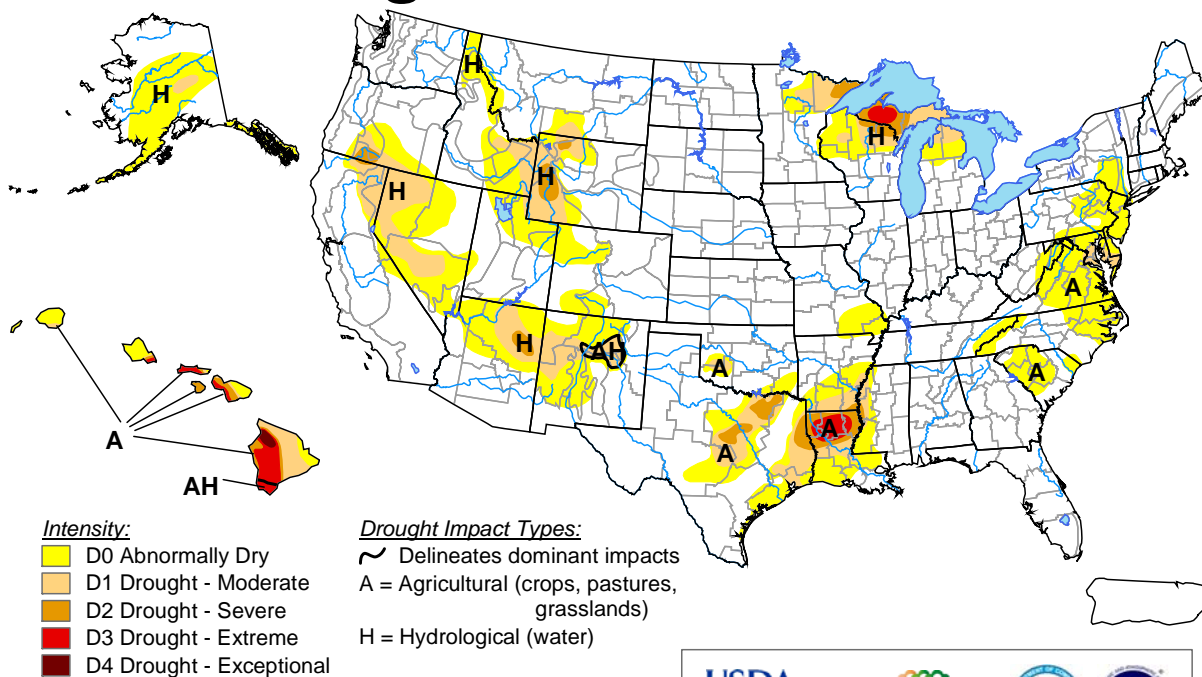 H
H
H
H
H
H
AH
A
A
A
A
A
A
AH
Intensity:
D0 Abnormally Dry
D1 Drought - Moderate
D2 Drought - Severe
D3 Drought - Extreme
D4 Drought - Exceptional
Drought Impact Types:
Delineates dominant impacts
A = Agricultural (crops, pastures,
grasslands)
H = Hydrological (water)
USDA